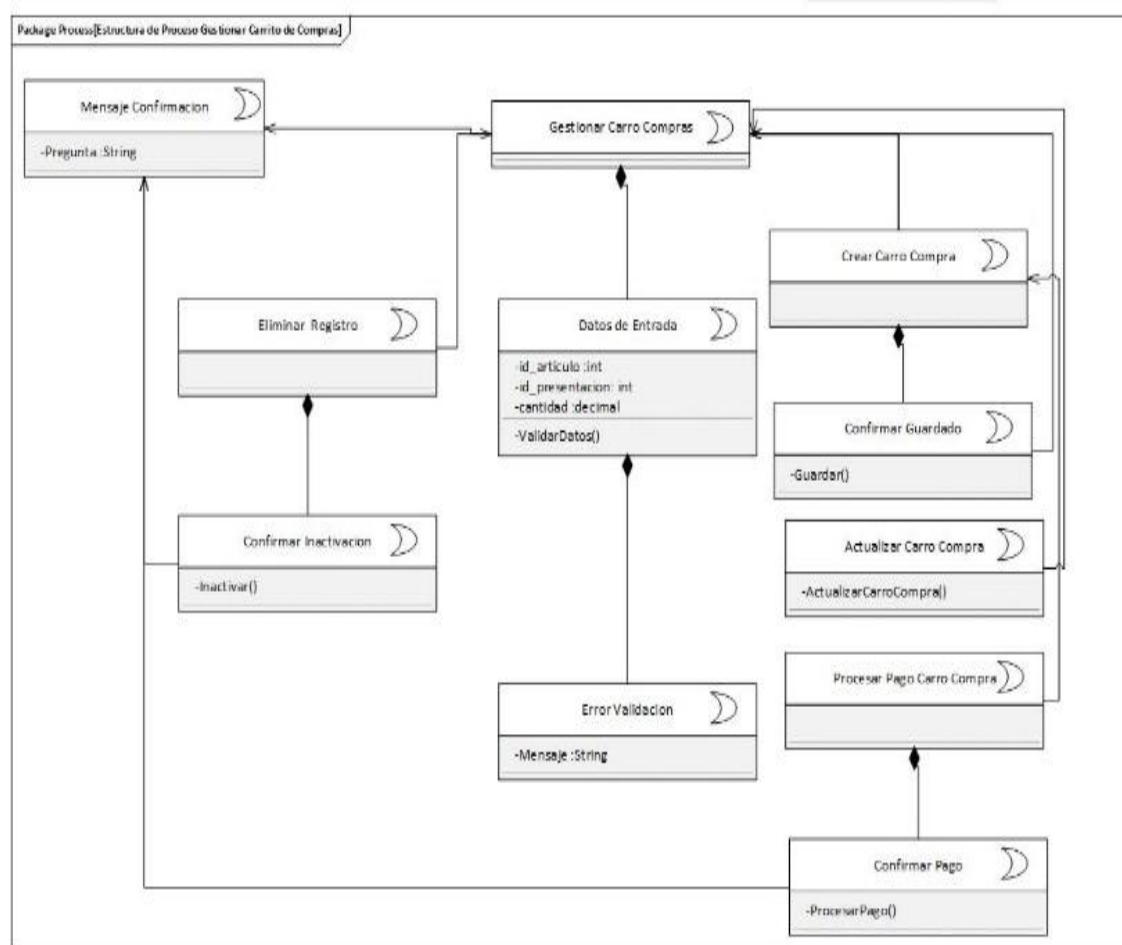 Package Process[Estructura de Proceso Gestionar Carrito de Compras]
Mensaje Confirmacion
-Pregunta :String
Gestionar Carro Compras
Crear Carro Compra
Eliminar Registro
Datos de Entrada
-id_articulo :int
-id_presentacion: int
-cantidad :decimal
-ValidarDatos()
Confirmar Guardado
-Guardar()
Confirmar Inactivacion
-Inactivar()
Actualizar Carro Compra
-ActualizarCarroCompra()
Procesar Pago Carro Compra
Error Validacion
-Mensaje :String
Confirmar Pago
-ProcesarPago()